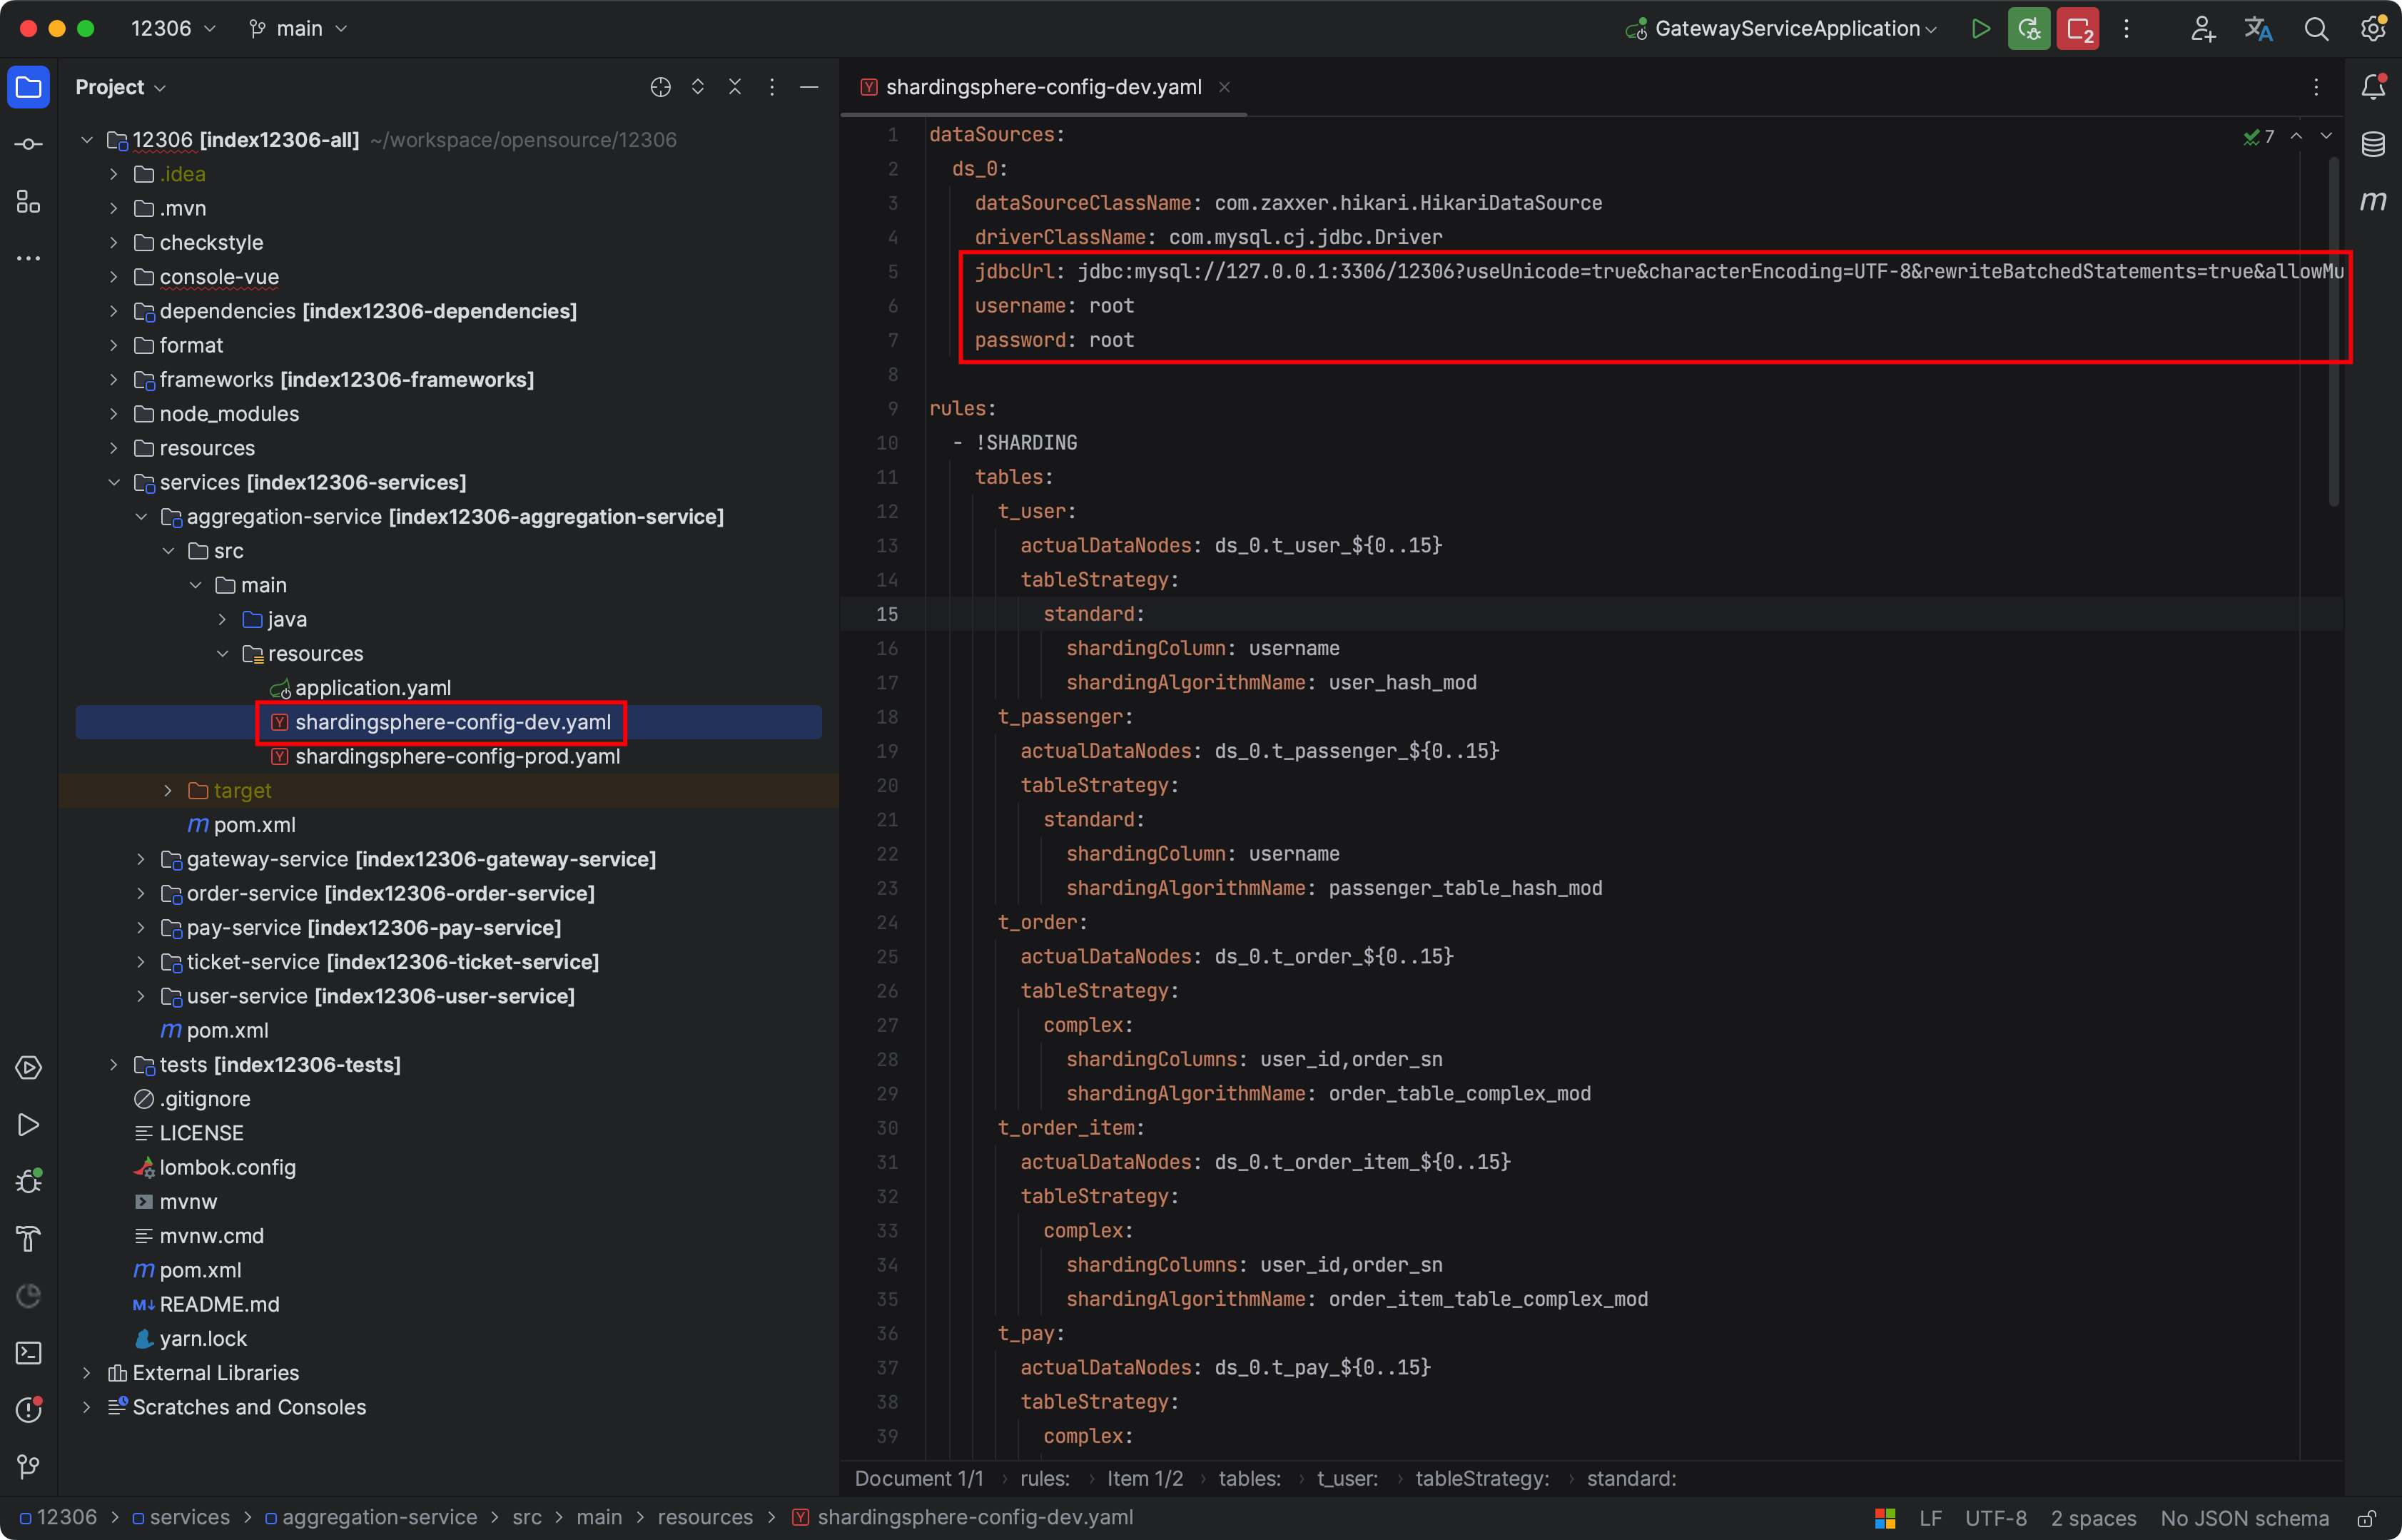 12306
main
GatewayServiceApplication
2
Project
shardingsphere-config-dev.yaml
12306 [index12306-all] ~/workspace/opensource/12306
.idea
.mvn
checkstyle
console-vue
dependencies [index12306-dependencies]
format
frameworks [index12306-frameworks]
node_modules
resources
services [index12306-services]
aggregation-service [index12306-aggregation-service]
src
main
java
resources
application.yaml
shardingsphere-config-dev.yaml
shardingsphere-config-prod.yaml
target
m pom.xml
gateway-service [index12306-gateway-service]
order-service [index12306-order-service]
pay-service [index12306-pay-service]
ticket-service [index12306-ticket-service]
user-service [index12306-user-service]
m pom.xml
tests [index12306-tests]
.gitignore
LICENSE
lombok.config
mvnw
mvnw.cmd
m pom.xml
M↓ README.md
yarn.lock
External Libraries
Scratches and Consoles
7
m
1 dataSources:
2 ds_0:
3 dataSourceClassName: com.zaxxer.hikari.HikariDataSource
4 driverClassName: com.mysql.cj.jdbc.Driver
5 jdbcUrl: jdbc:mysql://127.0.0.1:3306/12306?useUnicode=true&characterEncoding=UTF-8&rewriteBatchedStatements=true&allowMu
6 username: root
7 password: root
8
9 rules:
10 - !SHARDING
11 tables:
12 t_user:
13 actualDataNodes: ds_0.t_user_${0..15}
14 tableStrategy:
15 standard:
16 shardingColumn: username
17 shardingAlgorithmName: user_hash_mod
18 t_passenger:
19 actualDataNodes: ds_0.t_passenger_${0..15}
20 tableStrategy:
21 standard:
22 shardingColumn: username
23 shardingAlgorithmName: passenger_table_hash_mod
24 t_order:
25 actualDataNodes: ds_0.t_order_${0..15}
26 tableStrategy:
27 complex:
28 shardingColumns: user_id,order_sn
29 shardingAlgorithmName: order_table_complex_mod
30 t_order_item:
31 actualDataNodes: ds_0.t_order_item_${0..15}
32 tableStrategy:
33 complex:
34 shardingColumns: user_id,order_sn
35 shardingAlgorithmName: order_item_table_complex_mod
36 t_pay:
37 actualDataNodes: ds_0.t_pay_${0..15}
38 tableStrategy:
39 complex:
Document 1/1 › rules: › Item 1/2 › tables: › t_user: › tableStrategy: › standard:
12306 › services › aggregation-service › src › main › resources › shardingsphere-config-dev.yaml
LF UTF-8 2 spaces No JSON schema